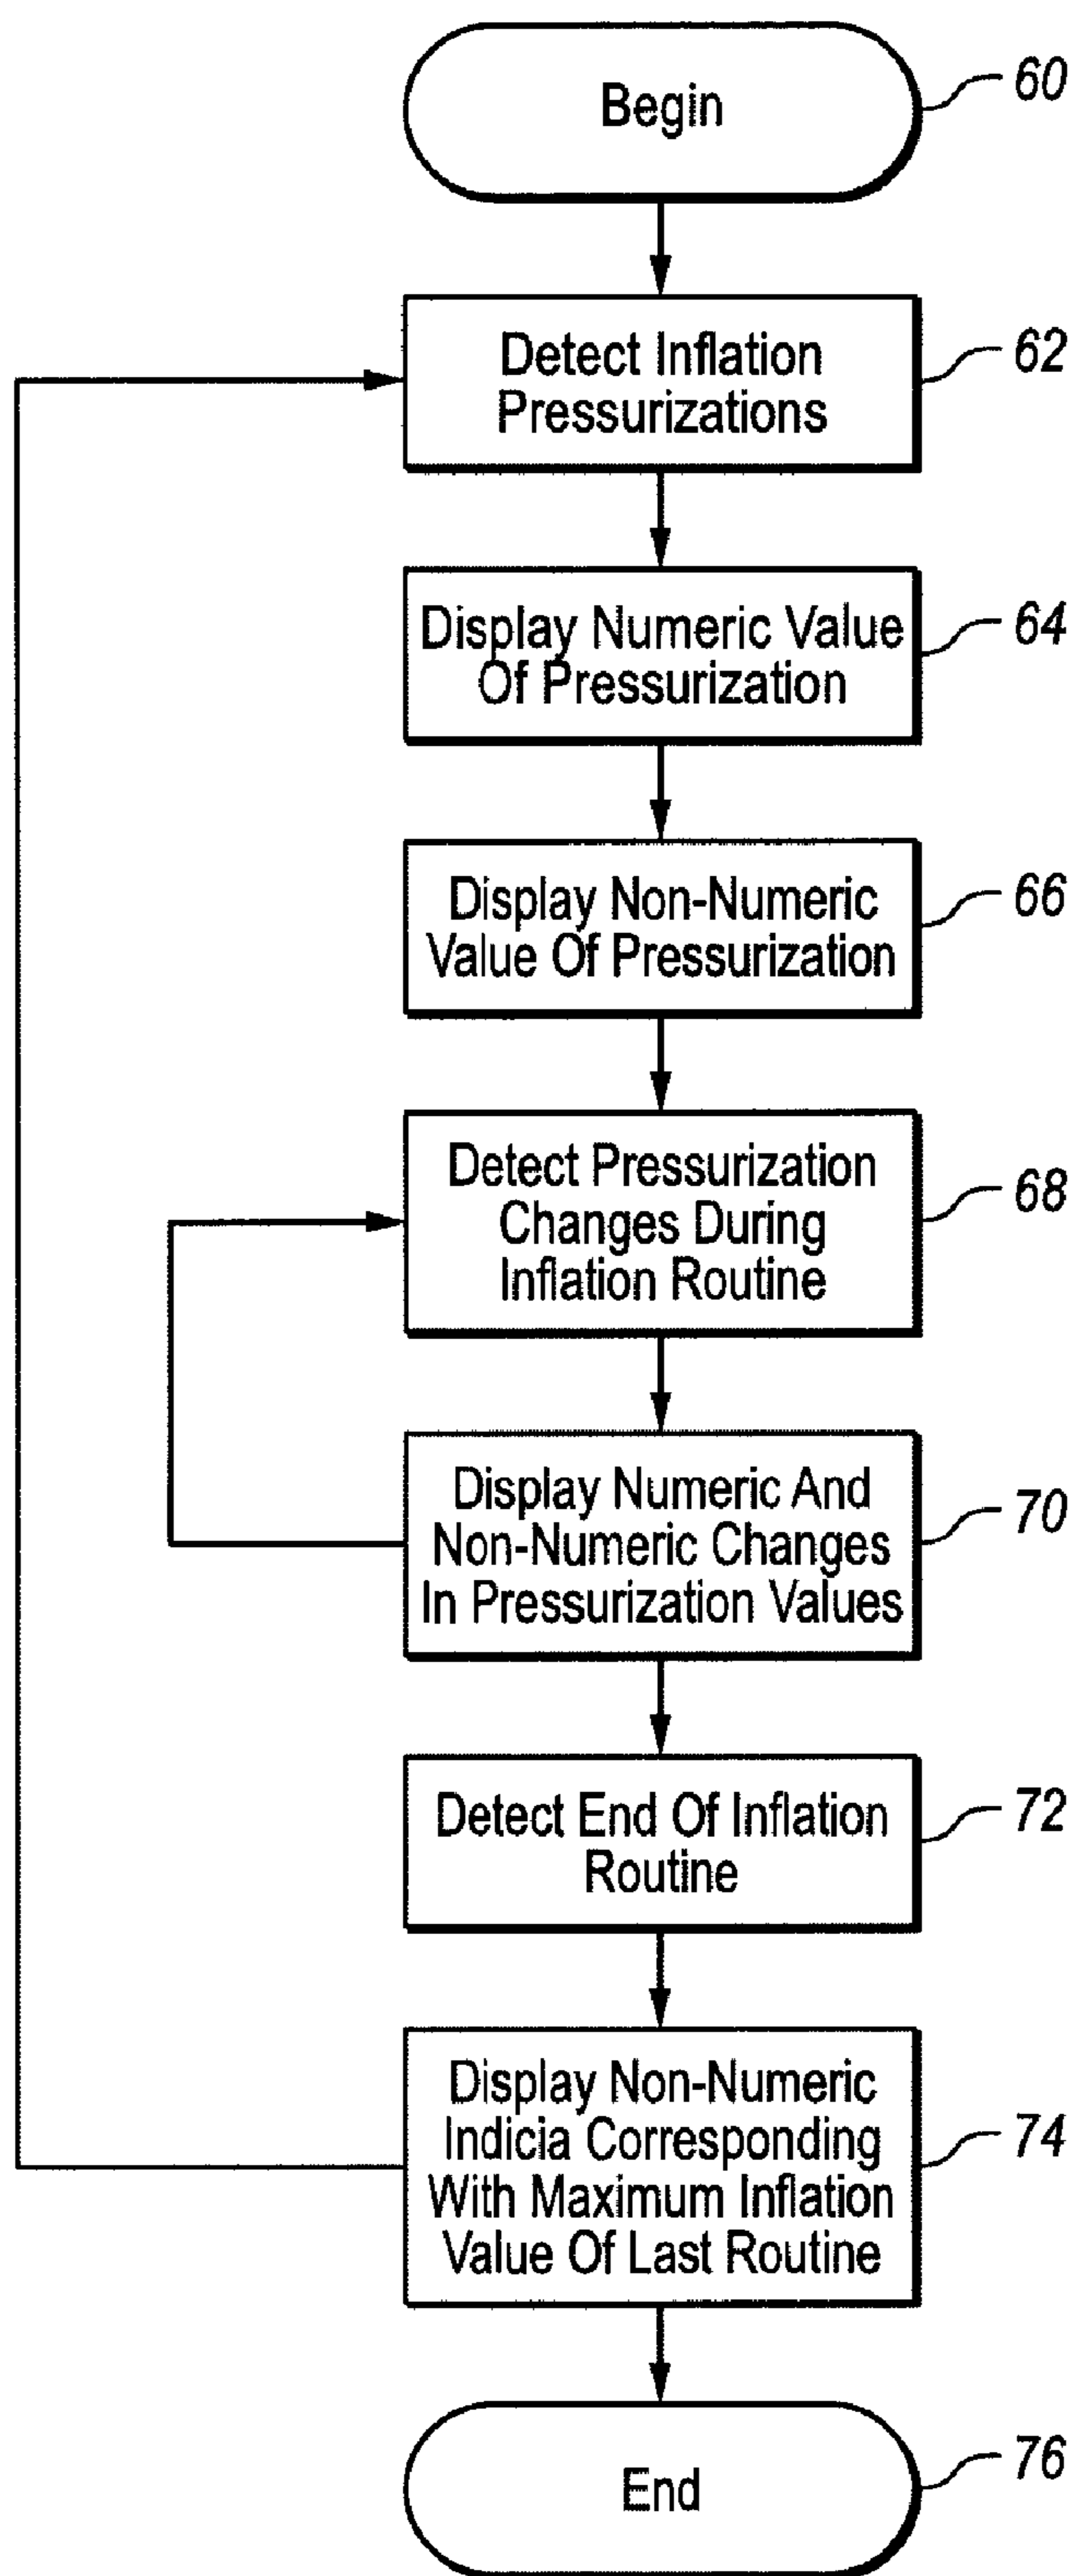 Begin
60
Detect Inflation
Pressurizations
62
Display Numeric Value
Of Pressurization
64
Display Non-Numeric
Value Of Pressurization
66
Detect Pressurization
Changes During
Inflation Routine
68
Display Numeric And
Non-Numeric Changes
In Pressurization Values
70
Detect End Of Inflation
Routine
72
Display Non-Numeric
Indicia Corresponding
With Maximum Inflation
Value Of Last Routine
74
End
76